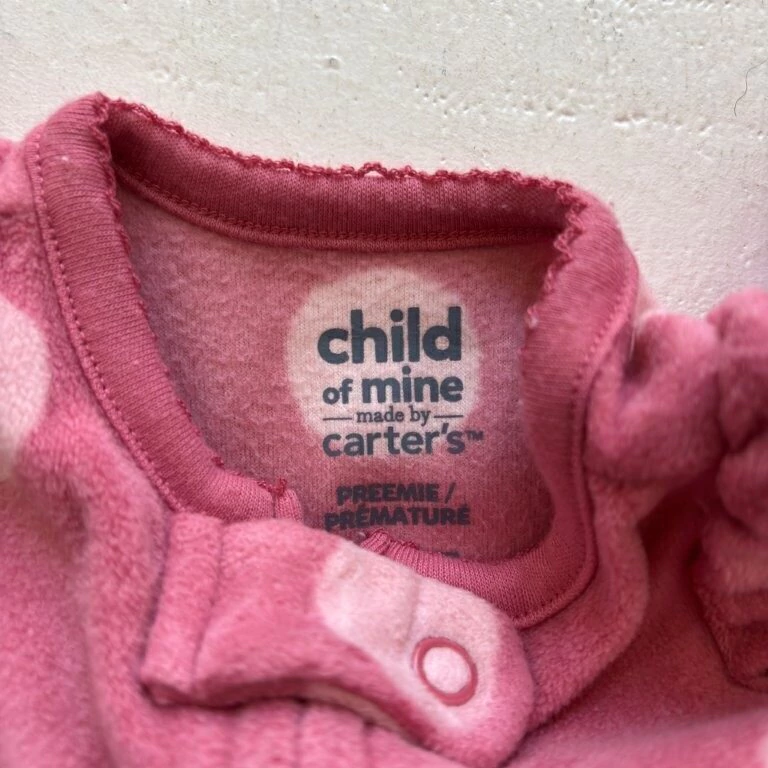 child
of mine
made by
carter's™
PREEMIE /
PRÉMATURÉ